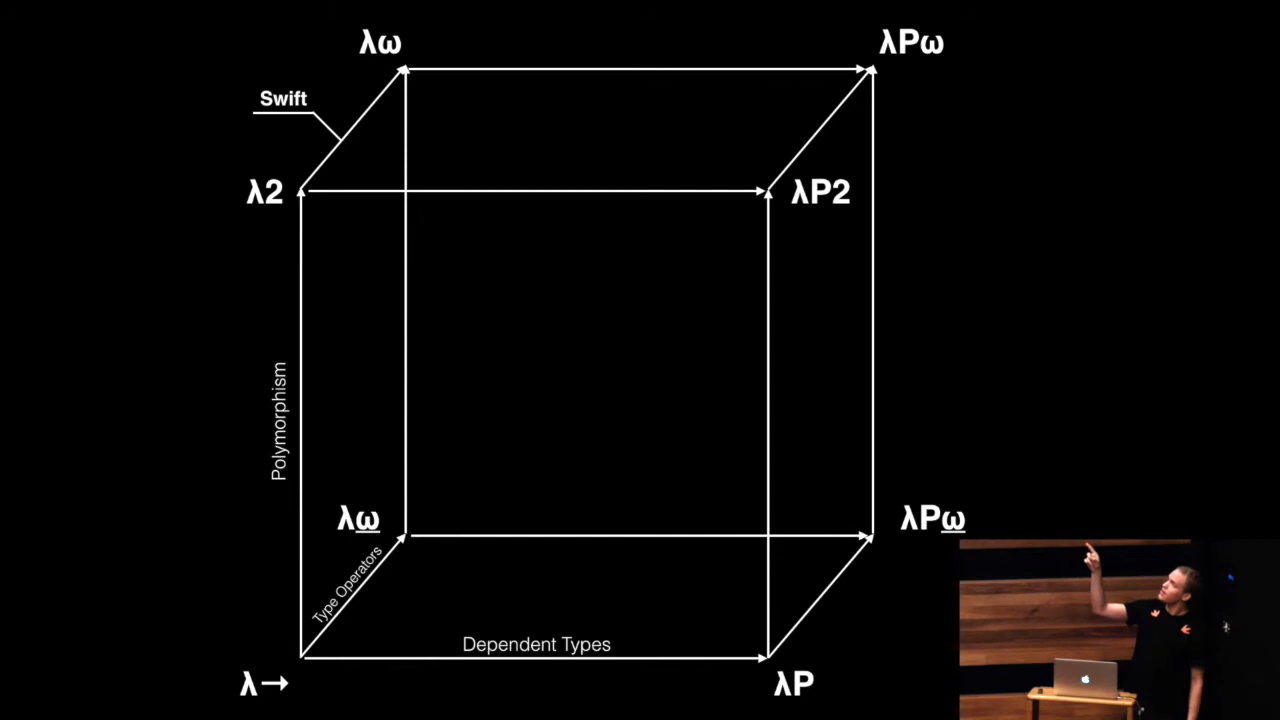 λω
λPω
Swift
λ2
λP2
Polymorphism
λω̲
λPω̲
Type Operators
Dependent Types
λ→
λP